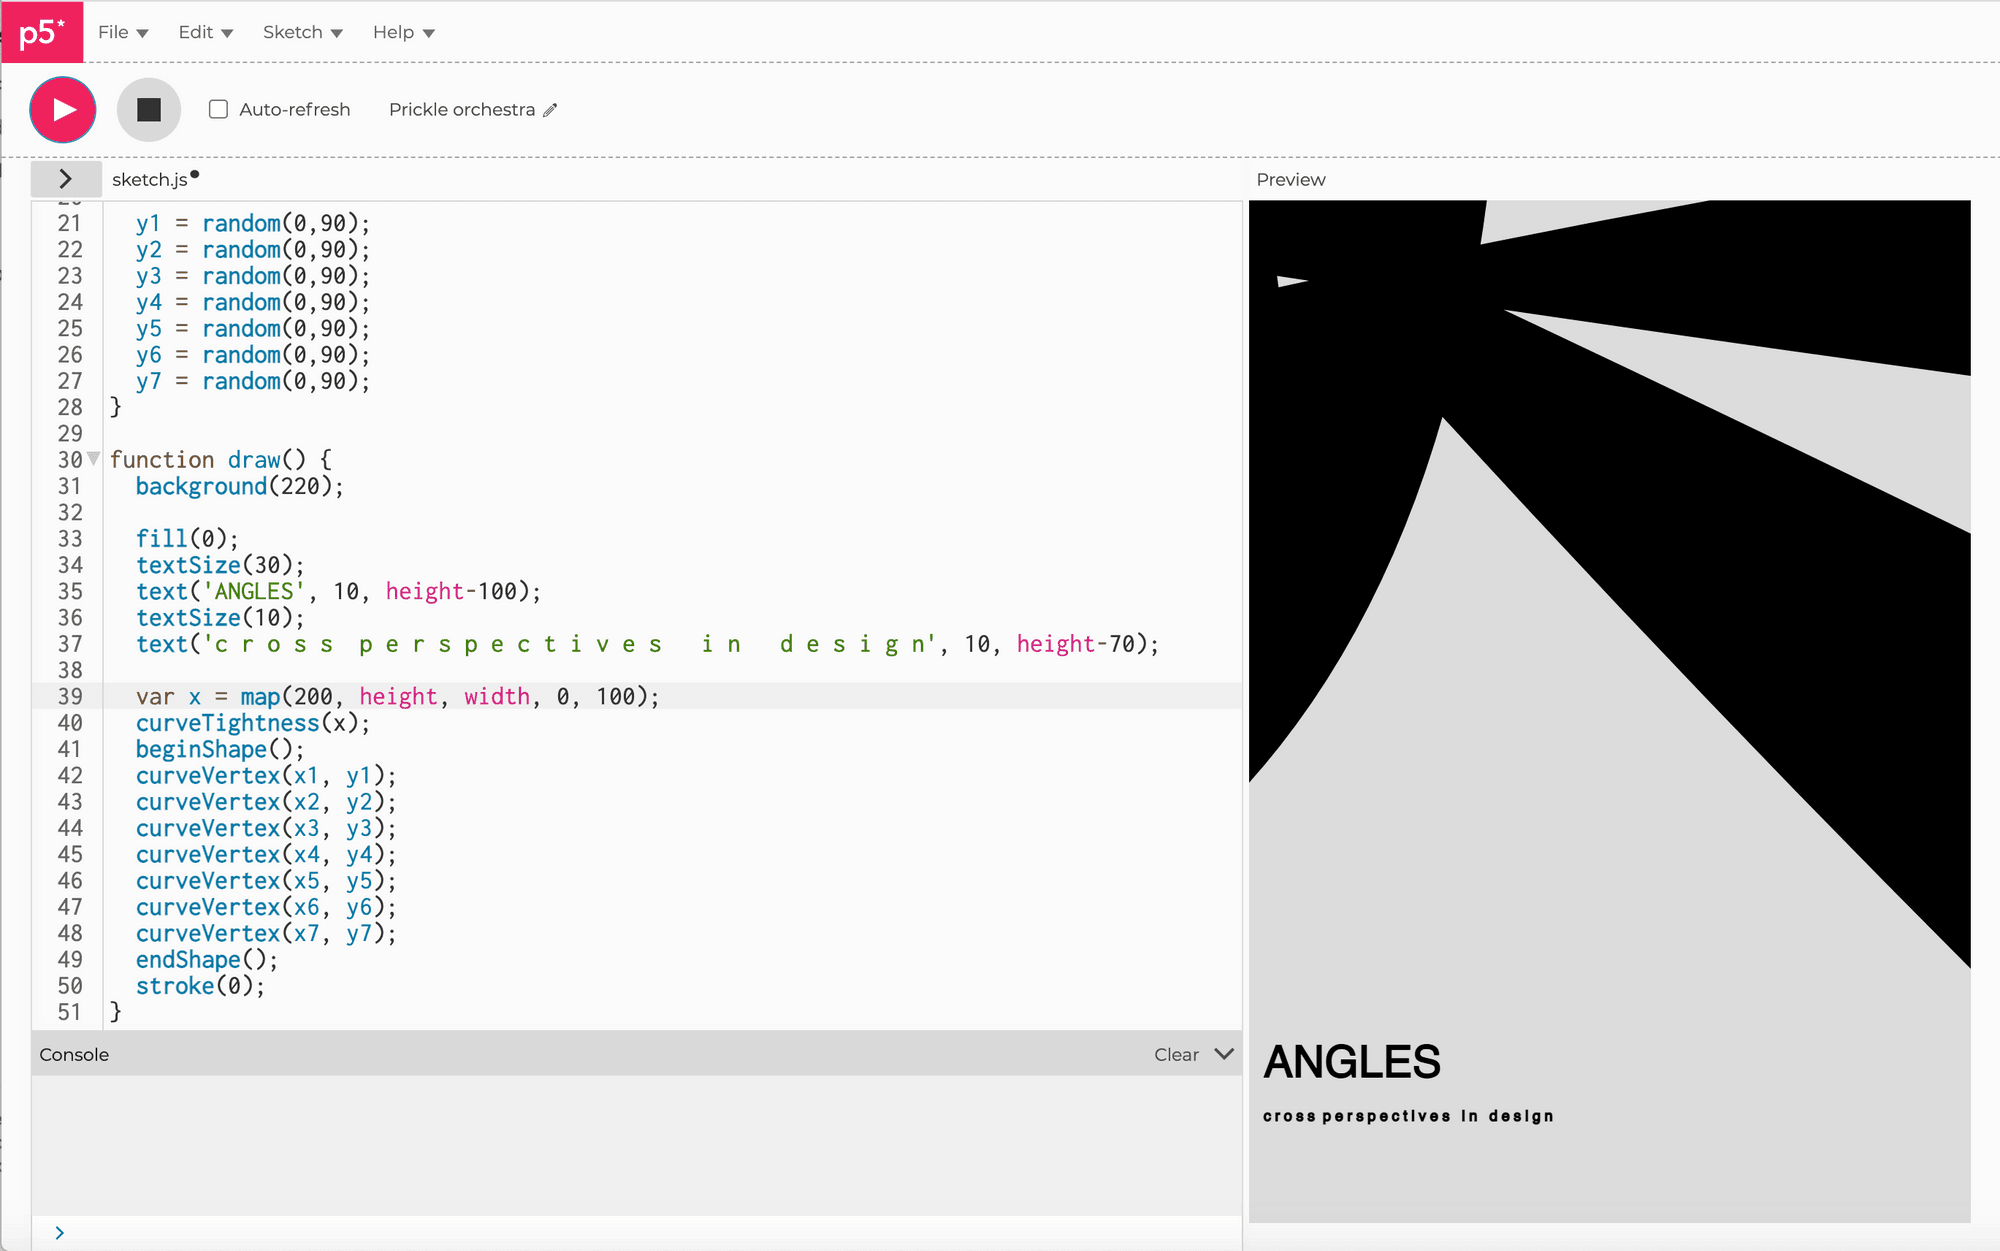 p5* File Edit Sketch Help
Auto-refresh Prickle orchestra
sketch.js Preview
21 y1 = random(0,90);
22 y2 = random(0,90);
23 y3 = random(0,90);
24 y4 = random(0,90);
25 y5 = random(0,90);
26 y6 = random(0,90);
27 y7 = random(0,90);
28 }
29
30 function draw() {
31 background(220);
32
33 fill(0);
34 textSize(30);
35 text('ANGLES', 10, height-100);
36 textSize(10);
37 text('c r o s s  p e r s p e c t i v e s   i n   d e s i g n', 10, height-70);
38
39 var x = map(200, height, width, 0, 100);
40 curveTightness(x);
41 beginShape();
42 curveVertex(x1, y1);
43 curveVertex(x2, y2);
44 curveVertex(x3, y3);
45 curveVertex(x4, y4);
46 curveVertex(x5, y5);
47 curveVertex(x6, y6);
48 curveVertex(x7, y7);
49 endShape();
50 stroke(0);
51 }
Console Clear
>
ANGLES
cross perspectives in design